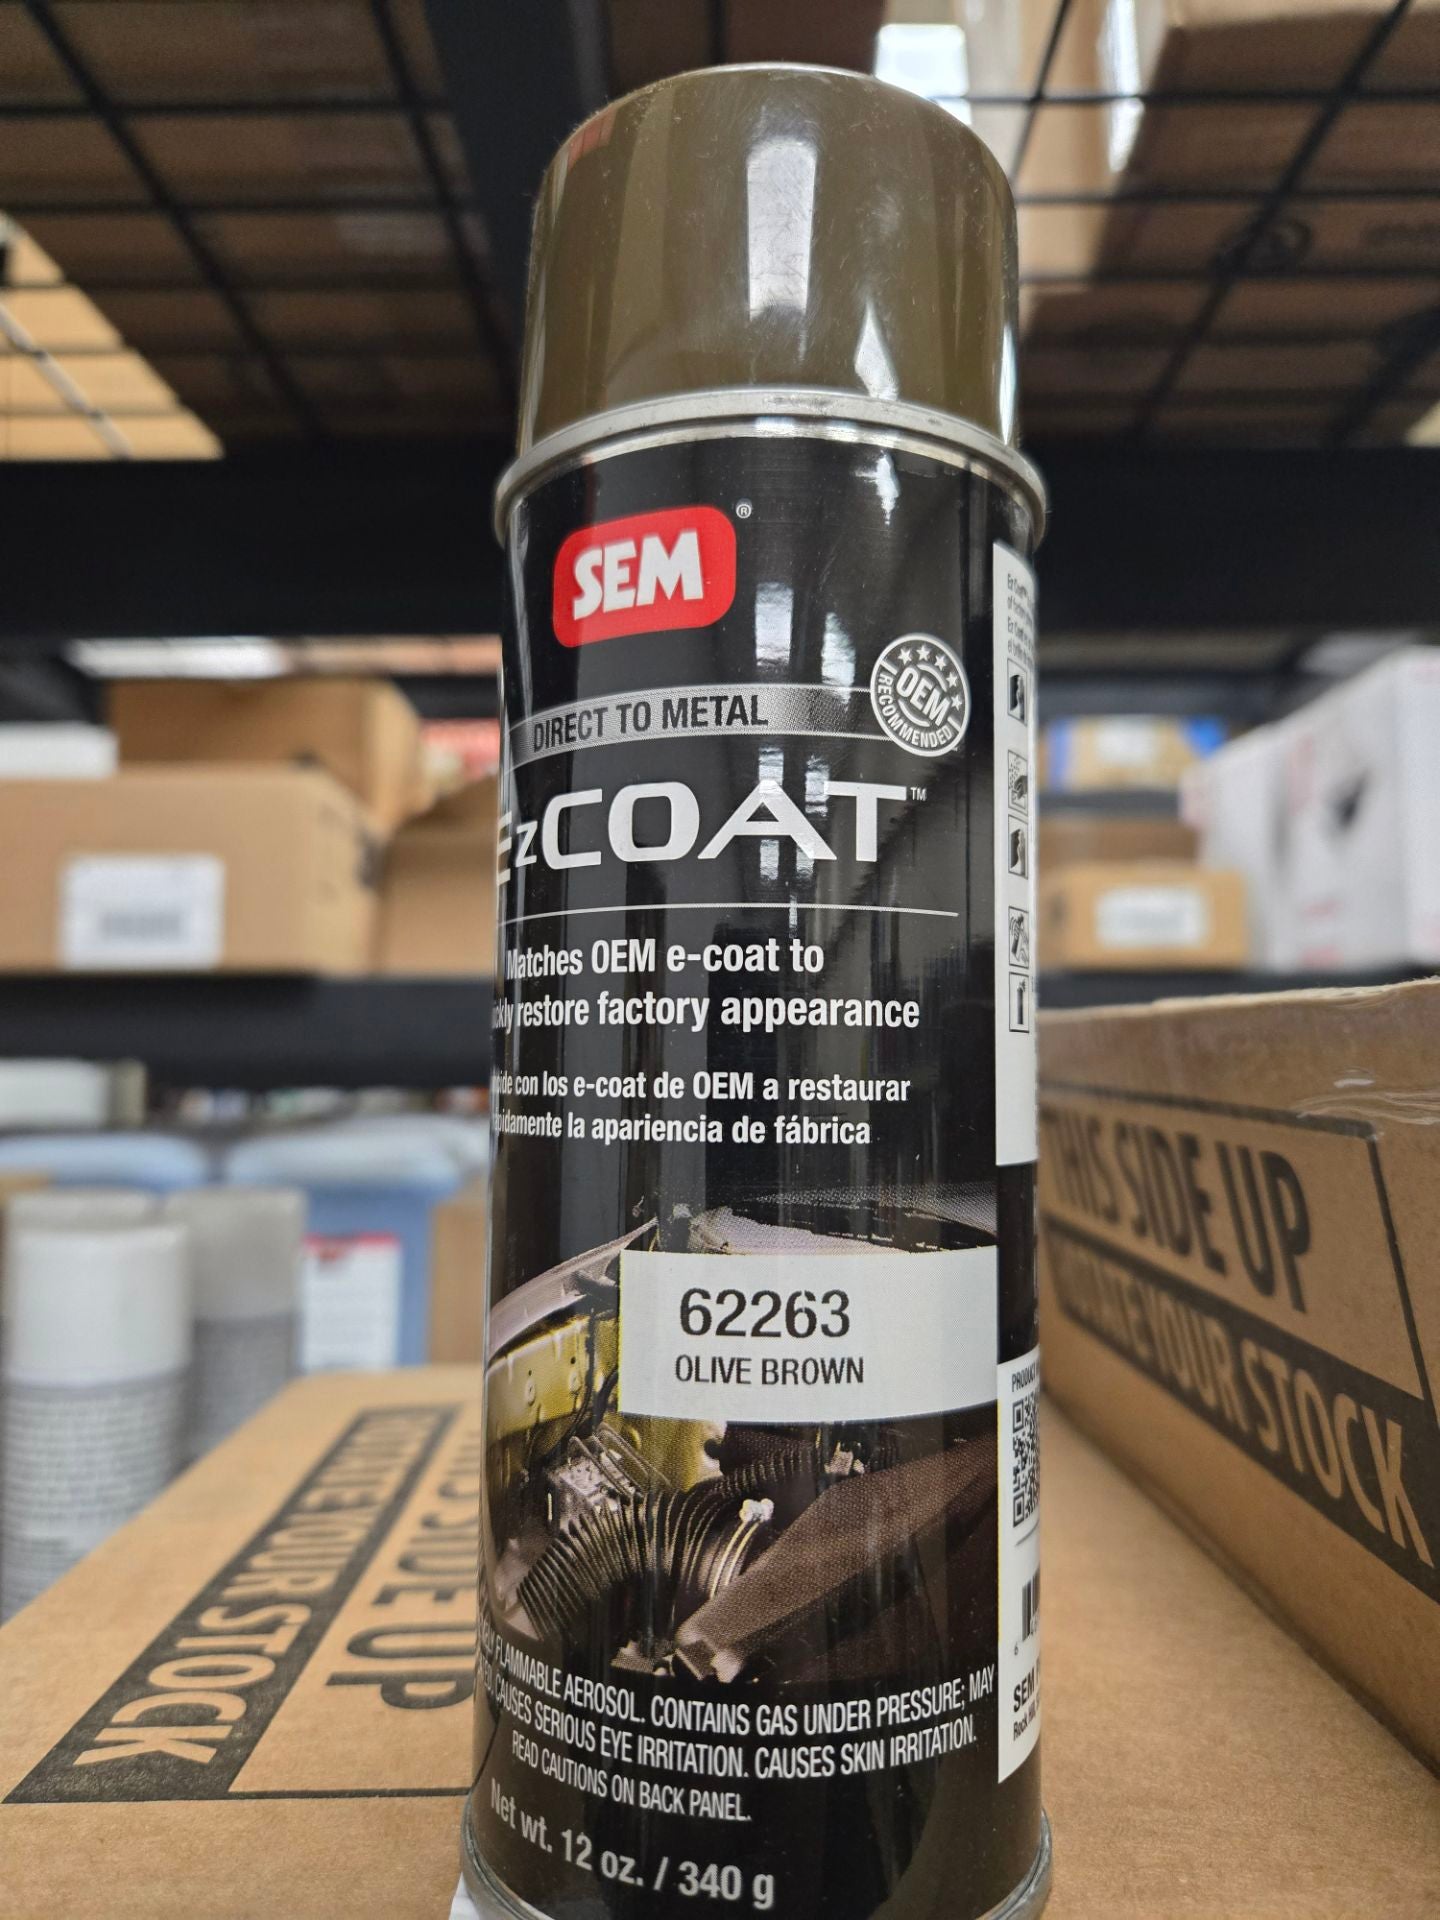 SEM®
DIRECT TO METAL
OEM
RECOMMENDED
EzCOAT™
Matches OEM e-coat to
restore factory appearance
con los e-coat de OEM a restaurar
la apariencia de fábrica
62263
OLIVE BROWN
FLAMMABLE AEROSOL. CONTAINS GAS UNDER PRESSURE; MAY
CAUSES SERIOUS EYE IRRITATION. CAUSES SKIN IRRITATION.
READ CAUTIONS ON BACK PANEL.
Net wt. 12 oz. / 340 g
SEM
THIS SIDE UP
ROTATE YOUR STOCK
SIDE UP
ROTATE YOUR STOCK